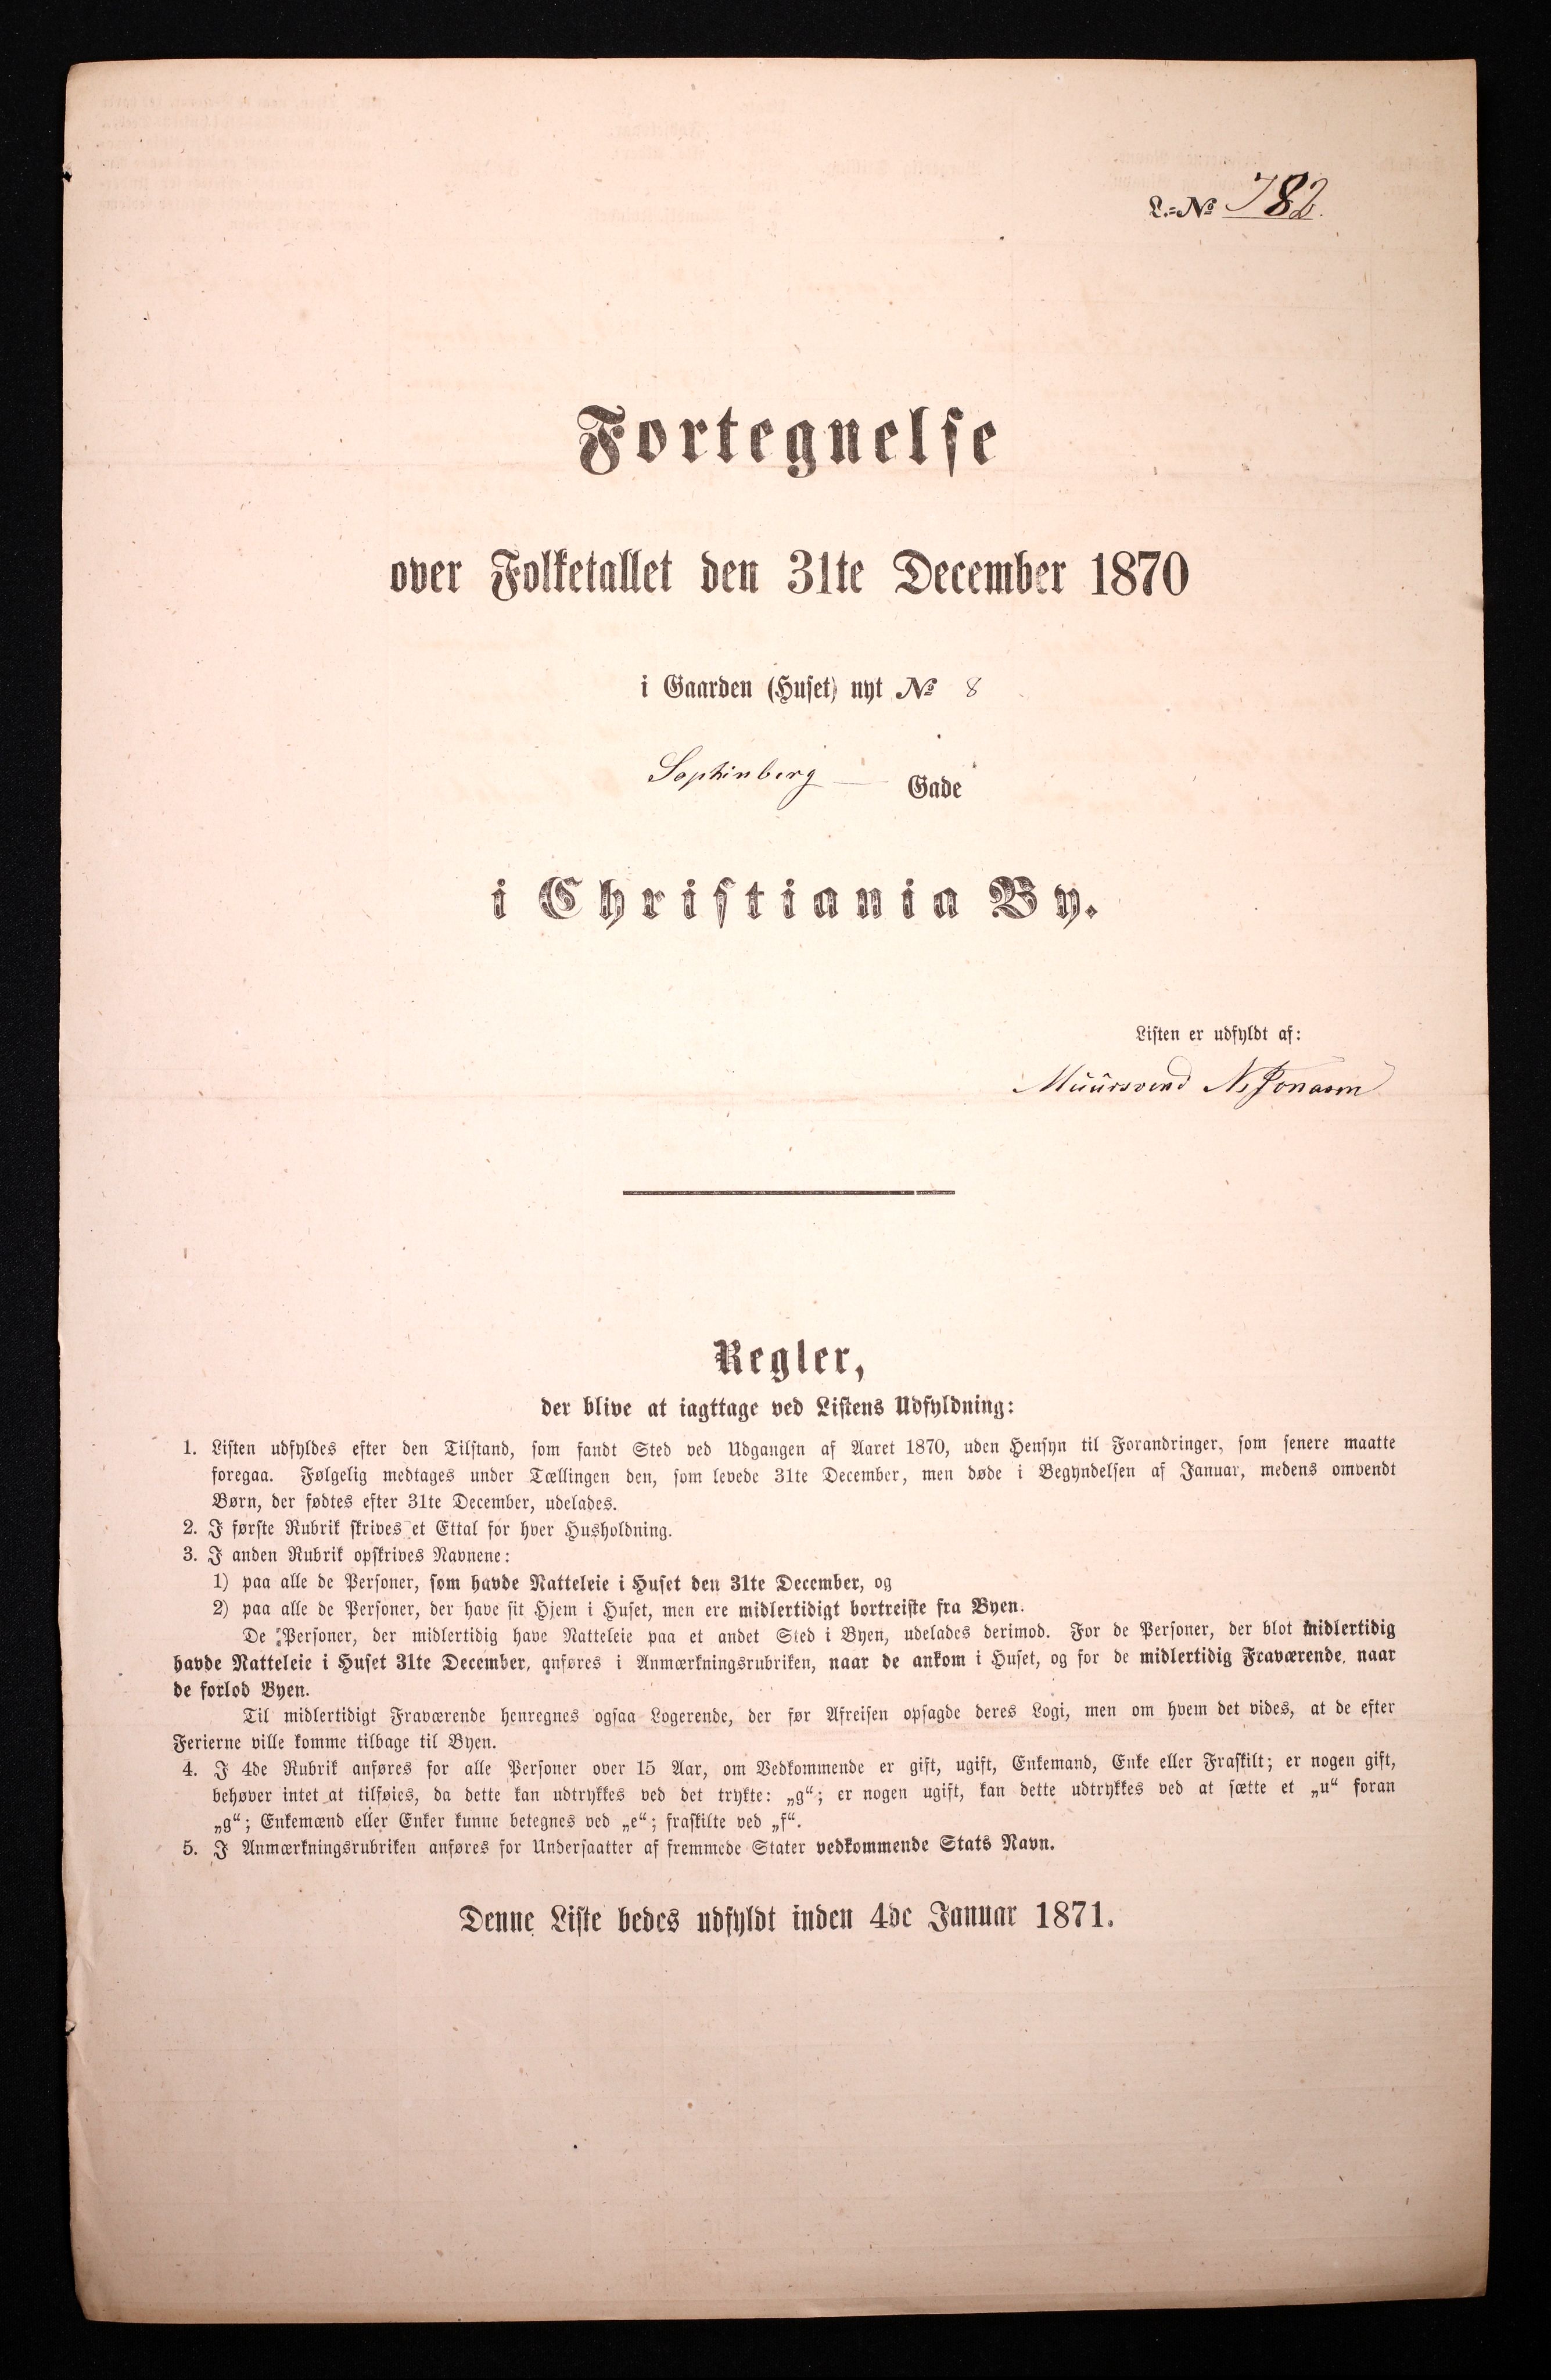 L.=No 782.
Fortegnelse
over Folketallet den 31te December 1870
i Gaarden (Huset) nyt No 8
Sophinberg Gade
i Christiania By.
Listen er udfyldt af:
Muursvend N. Jonasen
Regler,
der blive at iagttage ved Listens Udfyldning:
1. Listen udfyldes efter den Tilstand, som fandt Sted ved Udgangen af Aaret 1870, uden Hensyn til Forandringer, som senere maatte
foregaa. Følgelig medtages under Tællingen den, som levede 31te December, men døde i Begyndelsen af Januar, medens omvendt
Børn, der fødtes efter 31te December, udelades.
2. I første Rubrik skrives et Ettal for hver Husholdning.
3. I anden Rubrik opskrives Navnene:
1) paa alle de Personer, som havde Natteleie i Huset den 31te December, og
2) paa alle de Personer, der have sit Hjem i Huset, men ere midlertidigt bortreiste fra Byen.
De Personer, der midlertidig have Natteleie paa et andet Sted i Byen, udelades derimod. For de Personer, der blot midlertidig
havde Natteleie i Huset 31te December, anføres i Anmærkningsrubriken, naar de ankom i Huset, og for de midlertidig Fraværende, naar
de forlod Byen.
Til midlertidigt Fraværende henregnes ogsaa Logerende, der før Afreisen opsagde deres Logi, men om hvem det vides, at de efter
Ferierne ville komme tilbage til Byen.
4. I 4de Rubrik anføres for alle Personer over 15 Aar, om Vedkommende er gift, ugift, Enkemand, Enke eller Fraskilt; er nogen gift,
behøver intet at tilføies, da dette kan udtrykkes ved det trykte: „g“; er nogen ugift, kan dette udtrykkes ved at sætte et „u“ foran
„g“; Enkemænd eller Enker kunne betegnes ved „e“; fraskilte ved „f“.
5. I Anmærkningsrubriken anføres for Undersaatter af fremmede Stater vedkommende Stats Navn.
Denne Liste bedes udfyldt inden 4de Januar 1871.